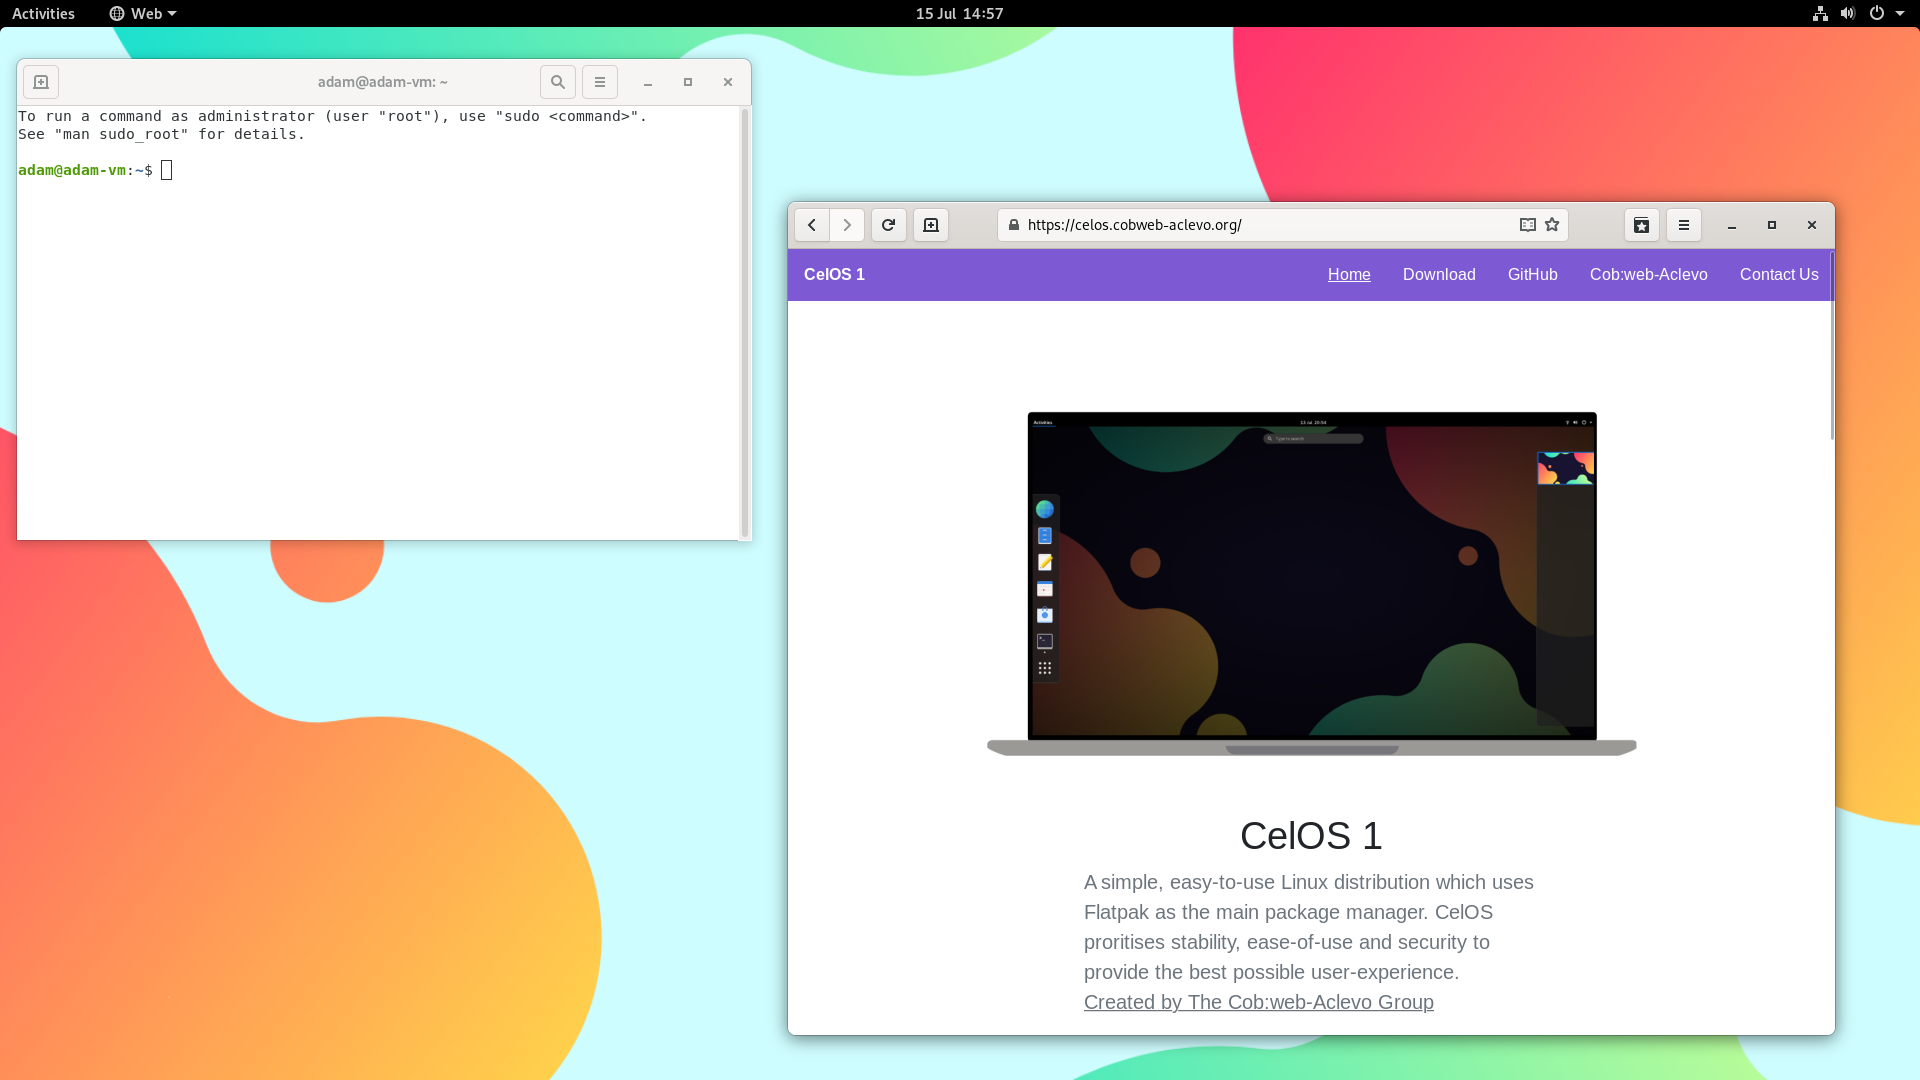 Activities
Web
15 Jul 14:57
adam@adam-vm: ~
To run a command as administrator (user "root"), use "sudo <command>".
See "man sudo_root" for details.
adam@adam-vm:~$
https://celos.cobweb-aclevo.org/
CelOS 1
Home
Download
GitHub
Cob:web-Aclevo
Contact Us
Activities
Type to search
CelOS 1
A simple, easy-to-use Linux distribution which uses
Flatpak as the main package manager. CelOS
proritises stability, ease-of-use and security to
provide the best possible user-experience.
Created by The Cob:web-Aclevo Group